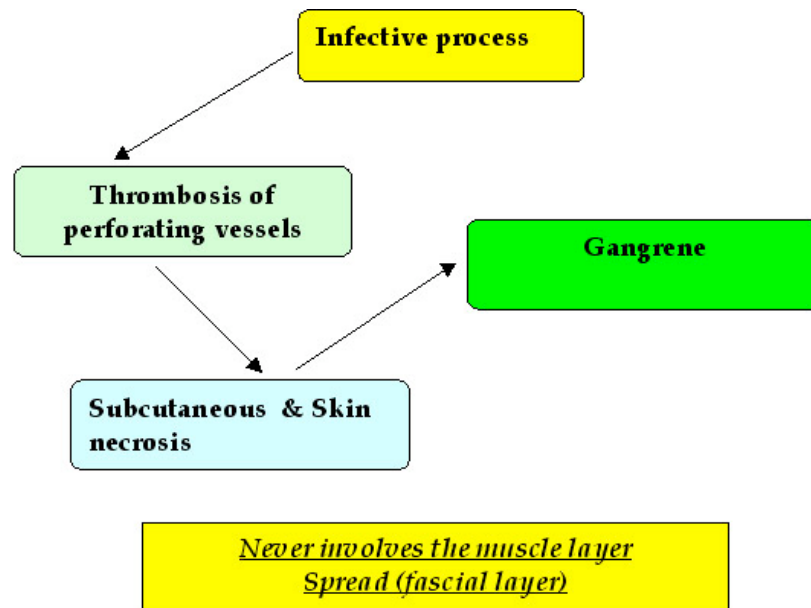 Infective process
Thrombosis of
perforating vessels
Gangrene
Subcutaneous & Skin
necrosis
Never involves the muscle layer
Spread (fascial layer)